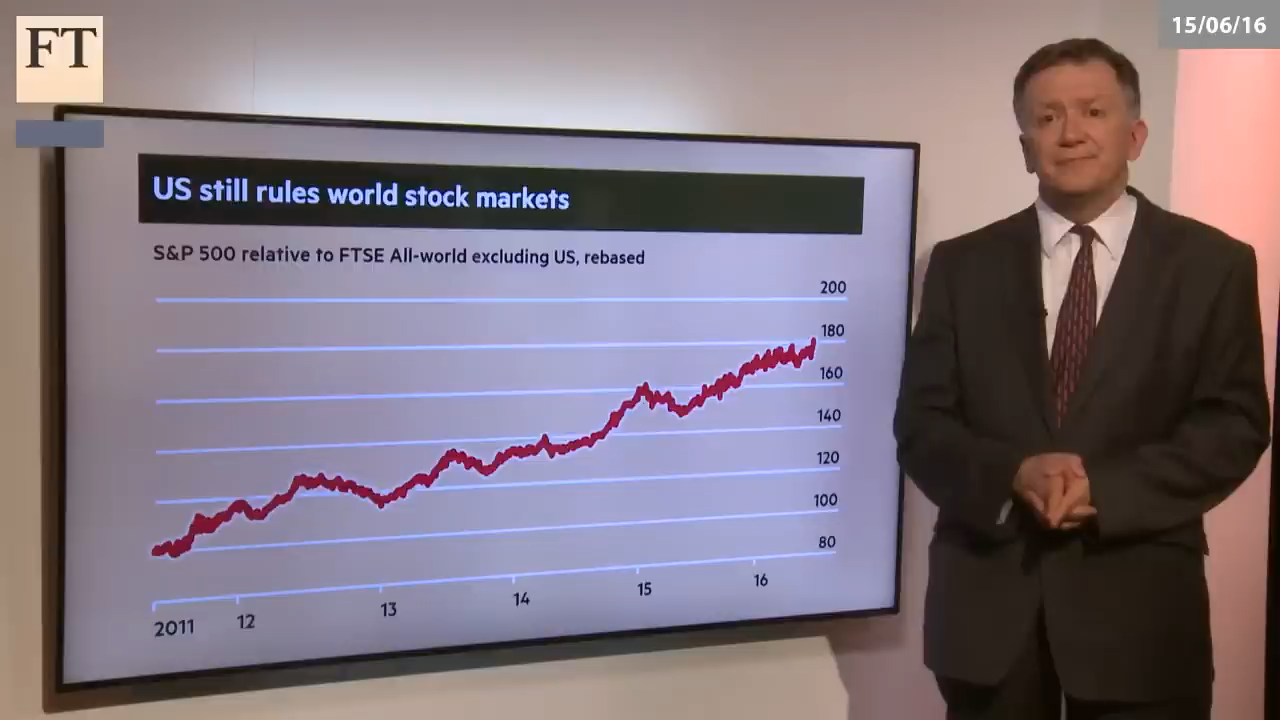 FT
15/06/16
US still rules world stock markets
S&P 500 relative to FTSE All-world excluding US, rebased
200
180
160
140
120
100
80
2011 12 13 14 15 16